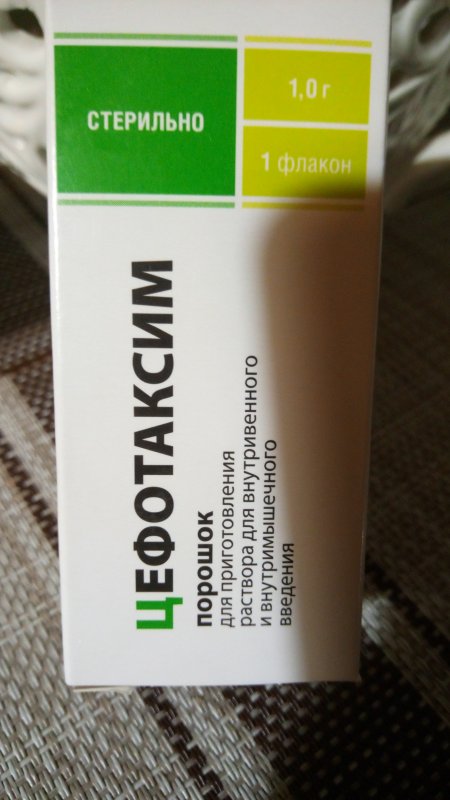 СТЕРИЛЬНО
1,0 г
1 флакон
ЦЕФОТАКСИМ
порошок
для приготовления
раствора для внутривенного
и внутримышечного
введения